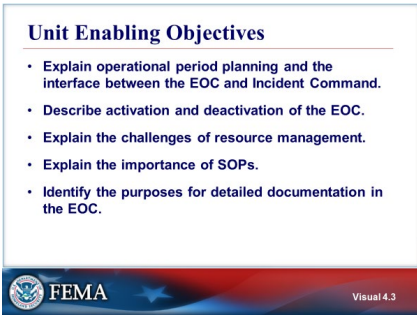 Unit Enabling Objectives
• Explain operational period planning and the
interface between the EOC and Incident Command.
• Describe activation and deactivation of the EOC.
• Explain the challenges of resource management.
• Explain the importance of SOPs.
• Identify the purposes for detailed documentation in
the EOC.
FEMA
Visual 4.3